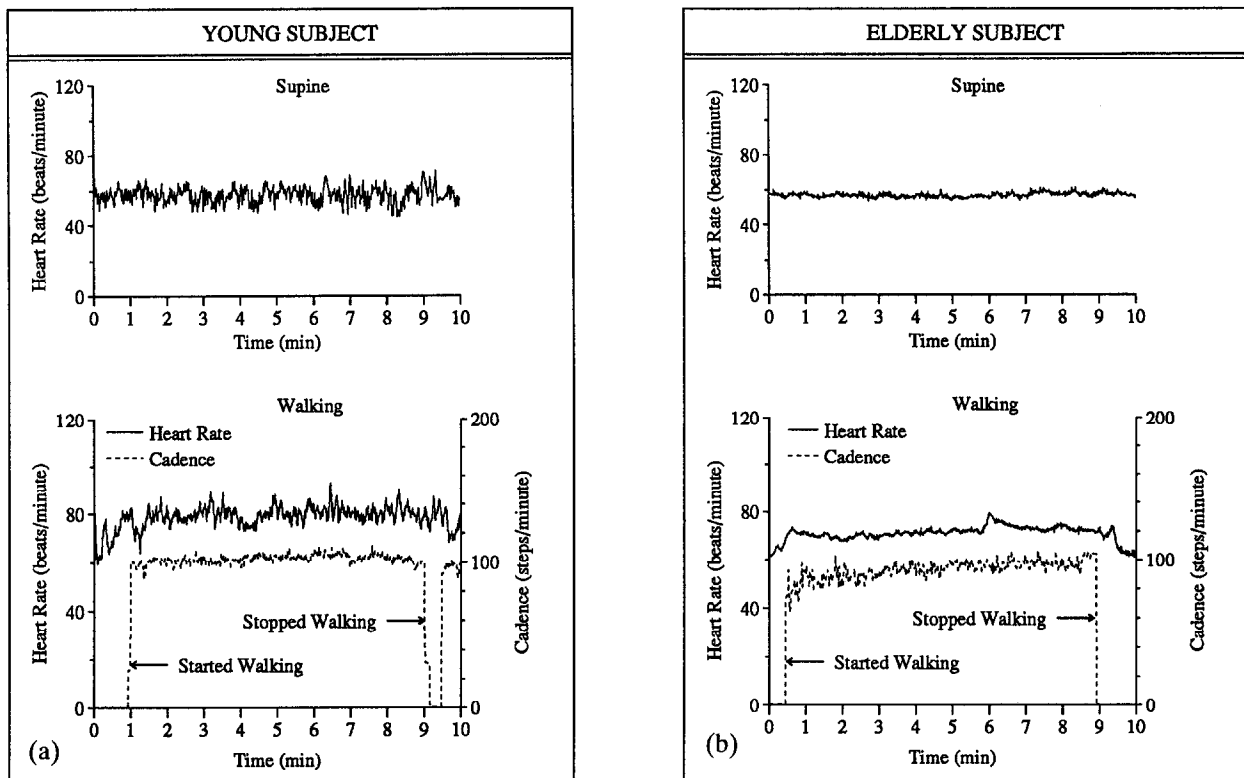 YOUNG SUBJECT
Supine
Heart Rate (beats/minute)
120
80
40
0
0 1 2 3 4 5 6 7 8 9 10
Time (min)
Walking
Heart Rate (beats/minute)
120
80
40
0
Heart Rate
Cadence
Stopped Walking
Started Walking
200
100
0
Cadence (steps/minute)
0 1 2 3 4 5 6 7 8 9 10
Time (min)
(a)
ELDERLY SUBJECT
Supine
Heart Rate (beats/minute)
120
80
40
0
0 1 2 3 4 5 6 7 8 9 10
Time (min)
Walking
Heart Rate (beats/minute)
120
80
40
0
Heart Rate
Cadence
Stopped Walking
Started Walking
200
100
0
Cadence (steps/minute)
0 1 2 3 4 5 6 7 8 9 10
Time (min)
(b)